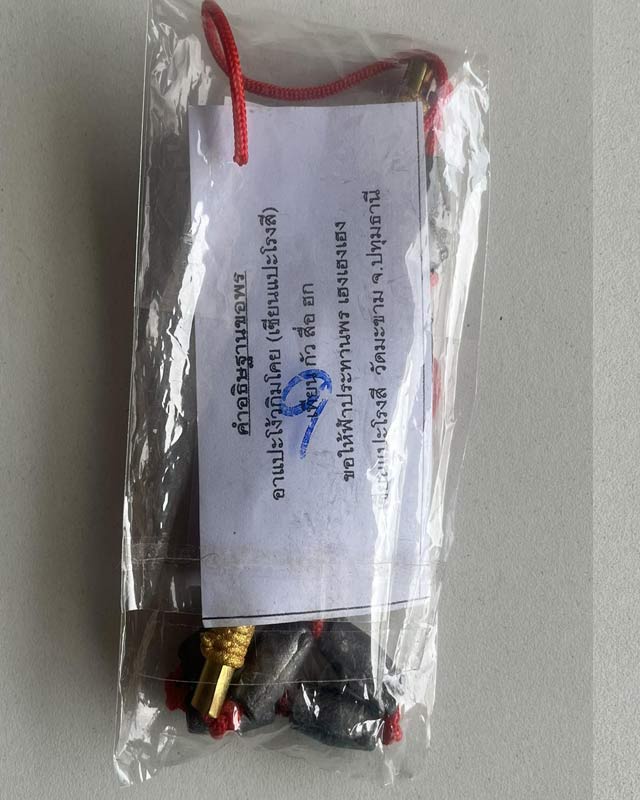 คำอธิษฐานขอพร
อาแปะโง้วกิมโคย (เซียนแปะโรงสี)
กัว สื่อ ฮก
ขอให้ฟ้าประทานพร เฮงเฮงเฮง
เซียนแปะโรงสี วัดมะขาม จ.ปทุมธานี